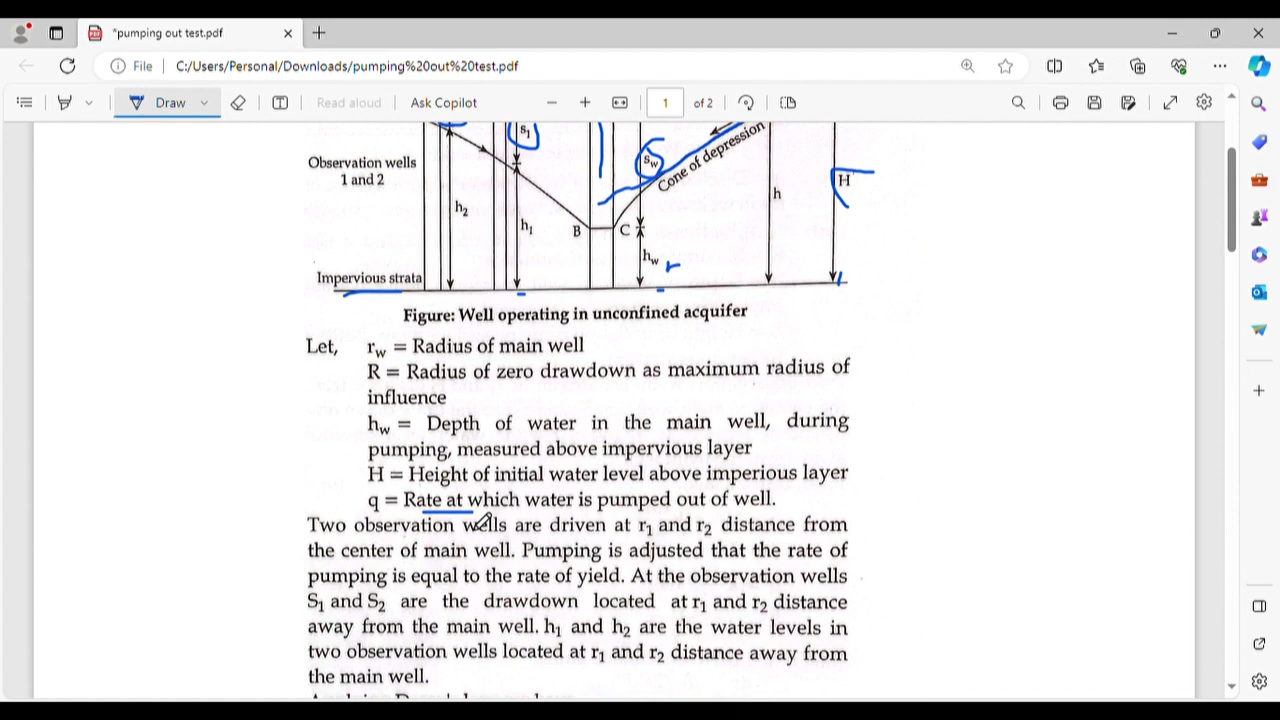 *pumping out test.pdf
File
C:/Users/Personal/Downloads/pumping%20out%20test.pdf
Draw
Read aloud
Ask Copilot
1
of 2
s1
sw
Cone of depression
Observation wells
1 and 2
H
h
h2
h1
B
C
hw
r
Impervious strata
Figure: Well operating in unconfined acquifer
Let, rw = Radius of main well
R = Radius of zero drawdown as maximum radius of
influence
hw = Depth of water in the main well, during
pumping, measured above impervious layer
H = Height of initial water level above imperious layer
q = Rate at which water is pumped out of well.
Two observation wells are driven at r1 and r2 distance from
the center of main well. Pumping is adjusted that the rate of
pumping is equal to the rate of yield. At the observation wells
S1 and S2 are the drawdown located at r1 and r2 distance
away from the main well. h1 and h2 are the water levels in
two observation wells located at r1 and r2 distance away from
the main well.